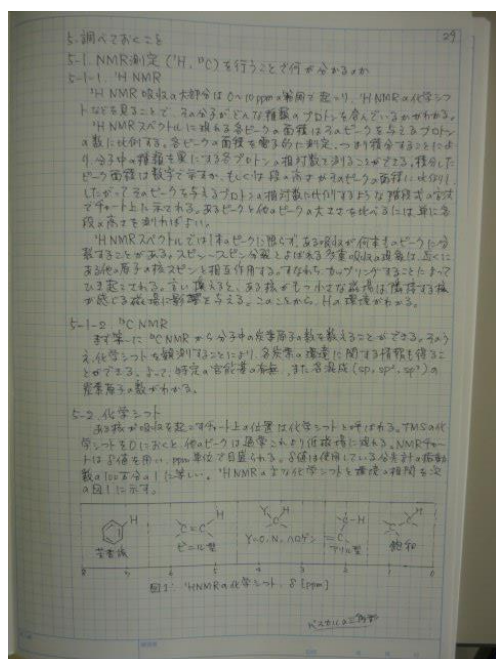 29
5. 調べておくこと
5-1. NMR測定(¹H, ¹³C)を行うことで何が分かるのか
5-1-1. ¹H NMR
¹H NMR 吸収の大部分は 0~10 ppmの範囲で起こり、¹H NMRの化学シフ
トなどを見ることで、その分子がどんな種類のプロトンを含んでいるかがわかる。
¹H NMRスペクトルに現れる各ピークの面積はそのピークを与えるプロトン
の数に比例する。各ピークの面積を電子的に測定、つまり積分することによ
り、分子中の種類を異にする各プロトンの相対数を測ることができる。積分した
ピーク面積は数字で示すか、もしくは段の高さがそのピークの面積に比例し
したがってそのピークを与えるプロトンの相対数に比例するような階段式の方式
でチャート上に示される。あるピークと他のピークの大きさを比べるには、単に各
段の高さを測ればよい。
¹H NMRスペクトルでは1本のピークに限らず、ある吸収が何本ものピークに分
裂することがある。スピン-スピン分裂とよばれる多重吸収の現象は、近くに
ある他の原子の核スピンと相互作用する。すなわち、カップリングすることによって
ひき起こされる。言い換えると、ある核がもつ小さな磁場は隣接する核
が感じる磁場に影響を与える。このことから、Hの環境がわかる。
5-1-2. ¹³C NMR
まず第一に ¹³C NMR から分子中の炭素原子の数を数えることができる。そのう
え、化学シフトを観測することにより、各炭素の環境に関する情報も得るこ
とができる。よって、特定の官能基の有無、また各混成(sp, sp², sp³)の
炭素原子の数がわかる。
5-2. 化学シフト
ある核が吸収を起こすチャート上の位置は化学シフトと呼ばれる。TMSの化
学シフトを0におくと、他のピークは通常これより低磁場に現れる。NMRチャー
トはδ値を用い、ppm単位で目盛られる。δ値は使用している分光計の振動
数の100万分の1に等しい。¹H NMRの主な化学シフトと環境の相関を次
の図1に示す。
H
C=C H
Y C H
C-H
H
芳香族
ビニル型
Y=O, N, ハロゲン
アリル型
飽和
図1: ¹H NMRの化学シフト, δ [ppm]
パスカルの三角形